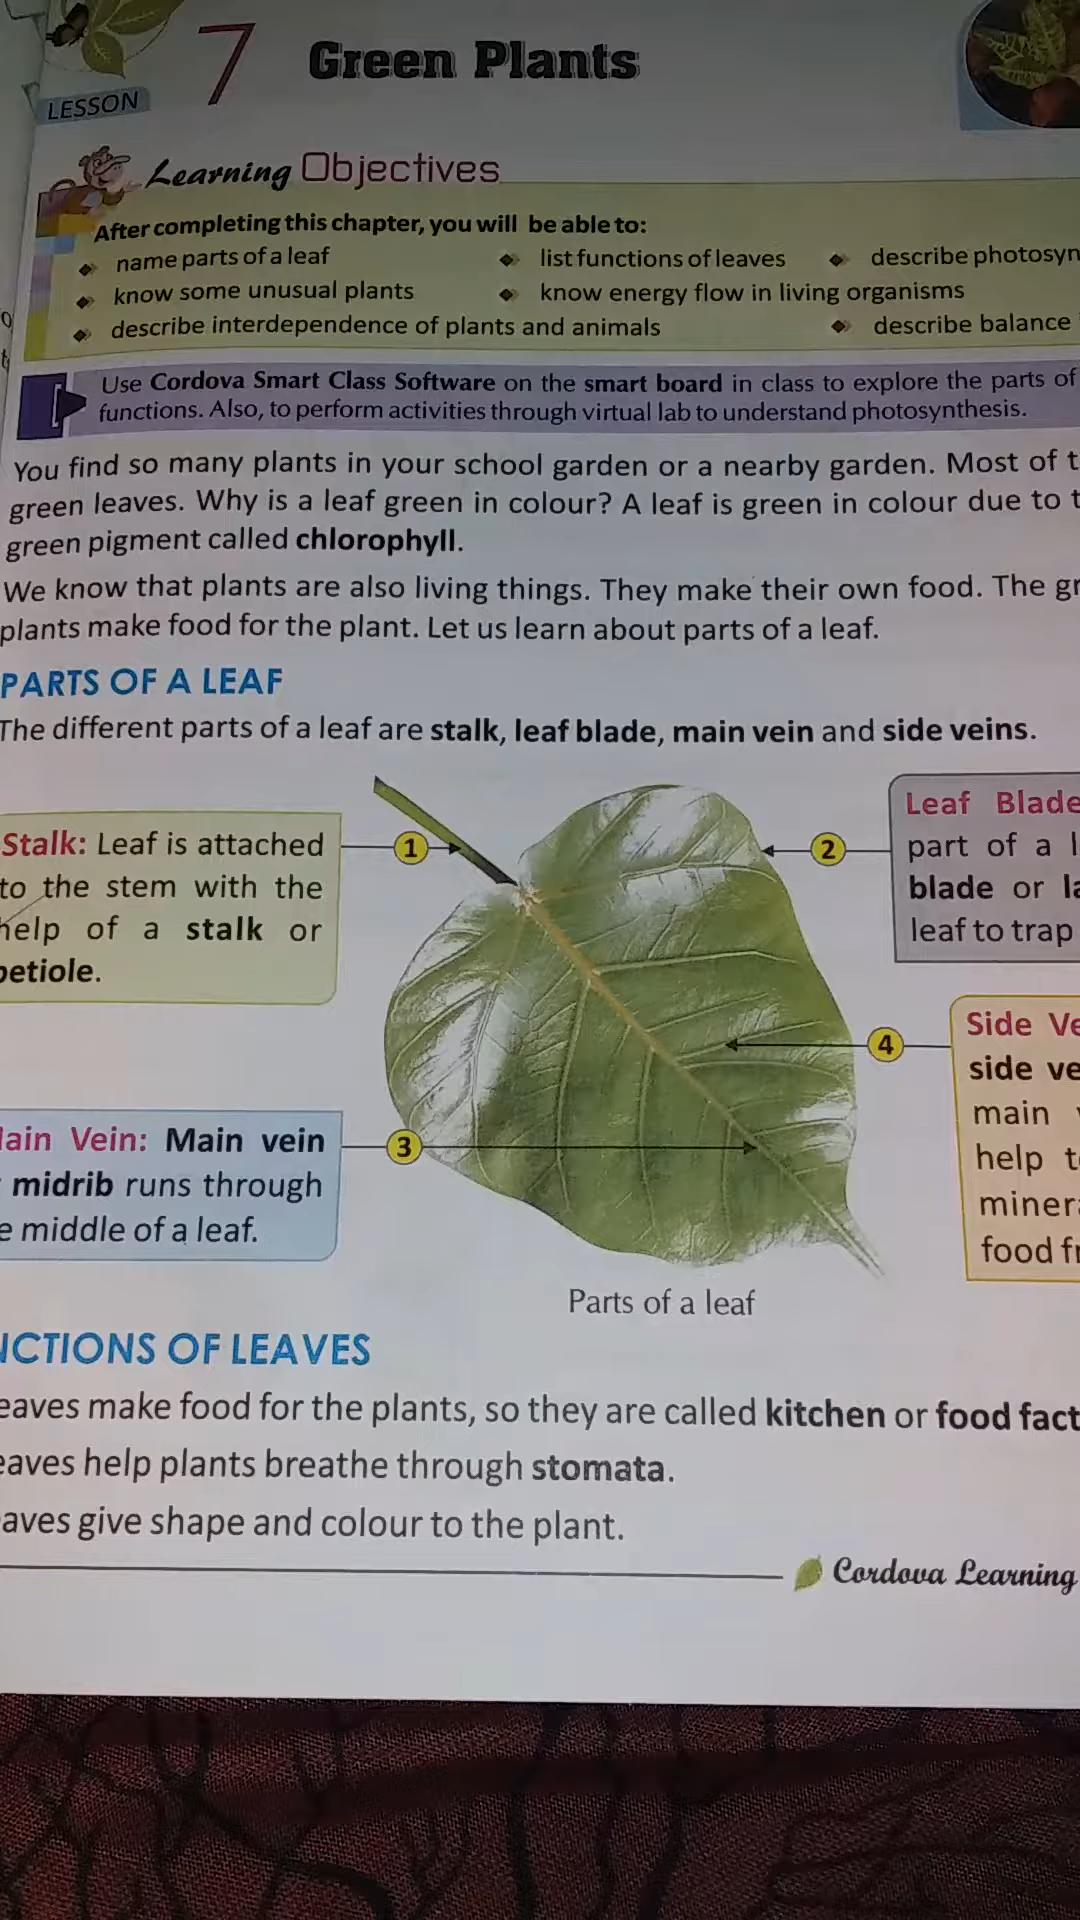 LESSON 7 Green Plants
Learning Objectives
After completing this chapter, you will be able to:
name parts of a leaf
list functions of leaves
describe photosyn
know some unusual plants
know energy flow in living organisms
describe interdependence of plants and animals
describe balance
Use Cordova Smart Class Software on the smart board in class to explore the parts of
functions. Also, to perform activities through virtual lab to understand photosynthesis.
You find so many plants in your school garden or a nearby garden. Most of t
green leaves. Why is a leaf green in colour? A leaf is green in colour due to t
green pigment called chlorophyll.
We know that plants are also living things. They make their own food. The gr
plants make food for the plant. Let us learn about parts of a leaf.
PARTS OF A LEAF
The different parts of a leaf are stalk, leaf blade, main vein and side veins.
Stalk: Leaf is attached
to the stem with the
help of a stalk or
petiole.
1
2
Leaf Blade
part of a l
blade or la
leaf to trap
4
Side Ve
side ve
main
help t
minera
food fr
ain Vein: Main vein
midrib runs through
e middle of a leaf.
3
Parts of a leaf
NCTIONS OF LEAVES
eaves make food for the plants, so they are called kitchen or food fact
eaves help plants breathe through stomata.
aves give shape and colour to the plant.
Cordova Learning